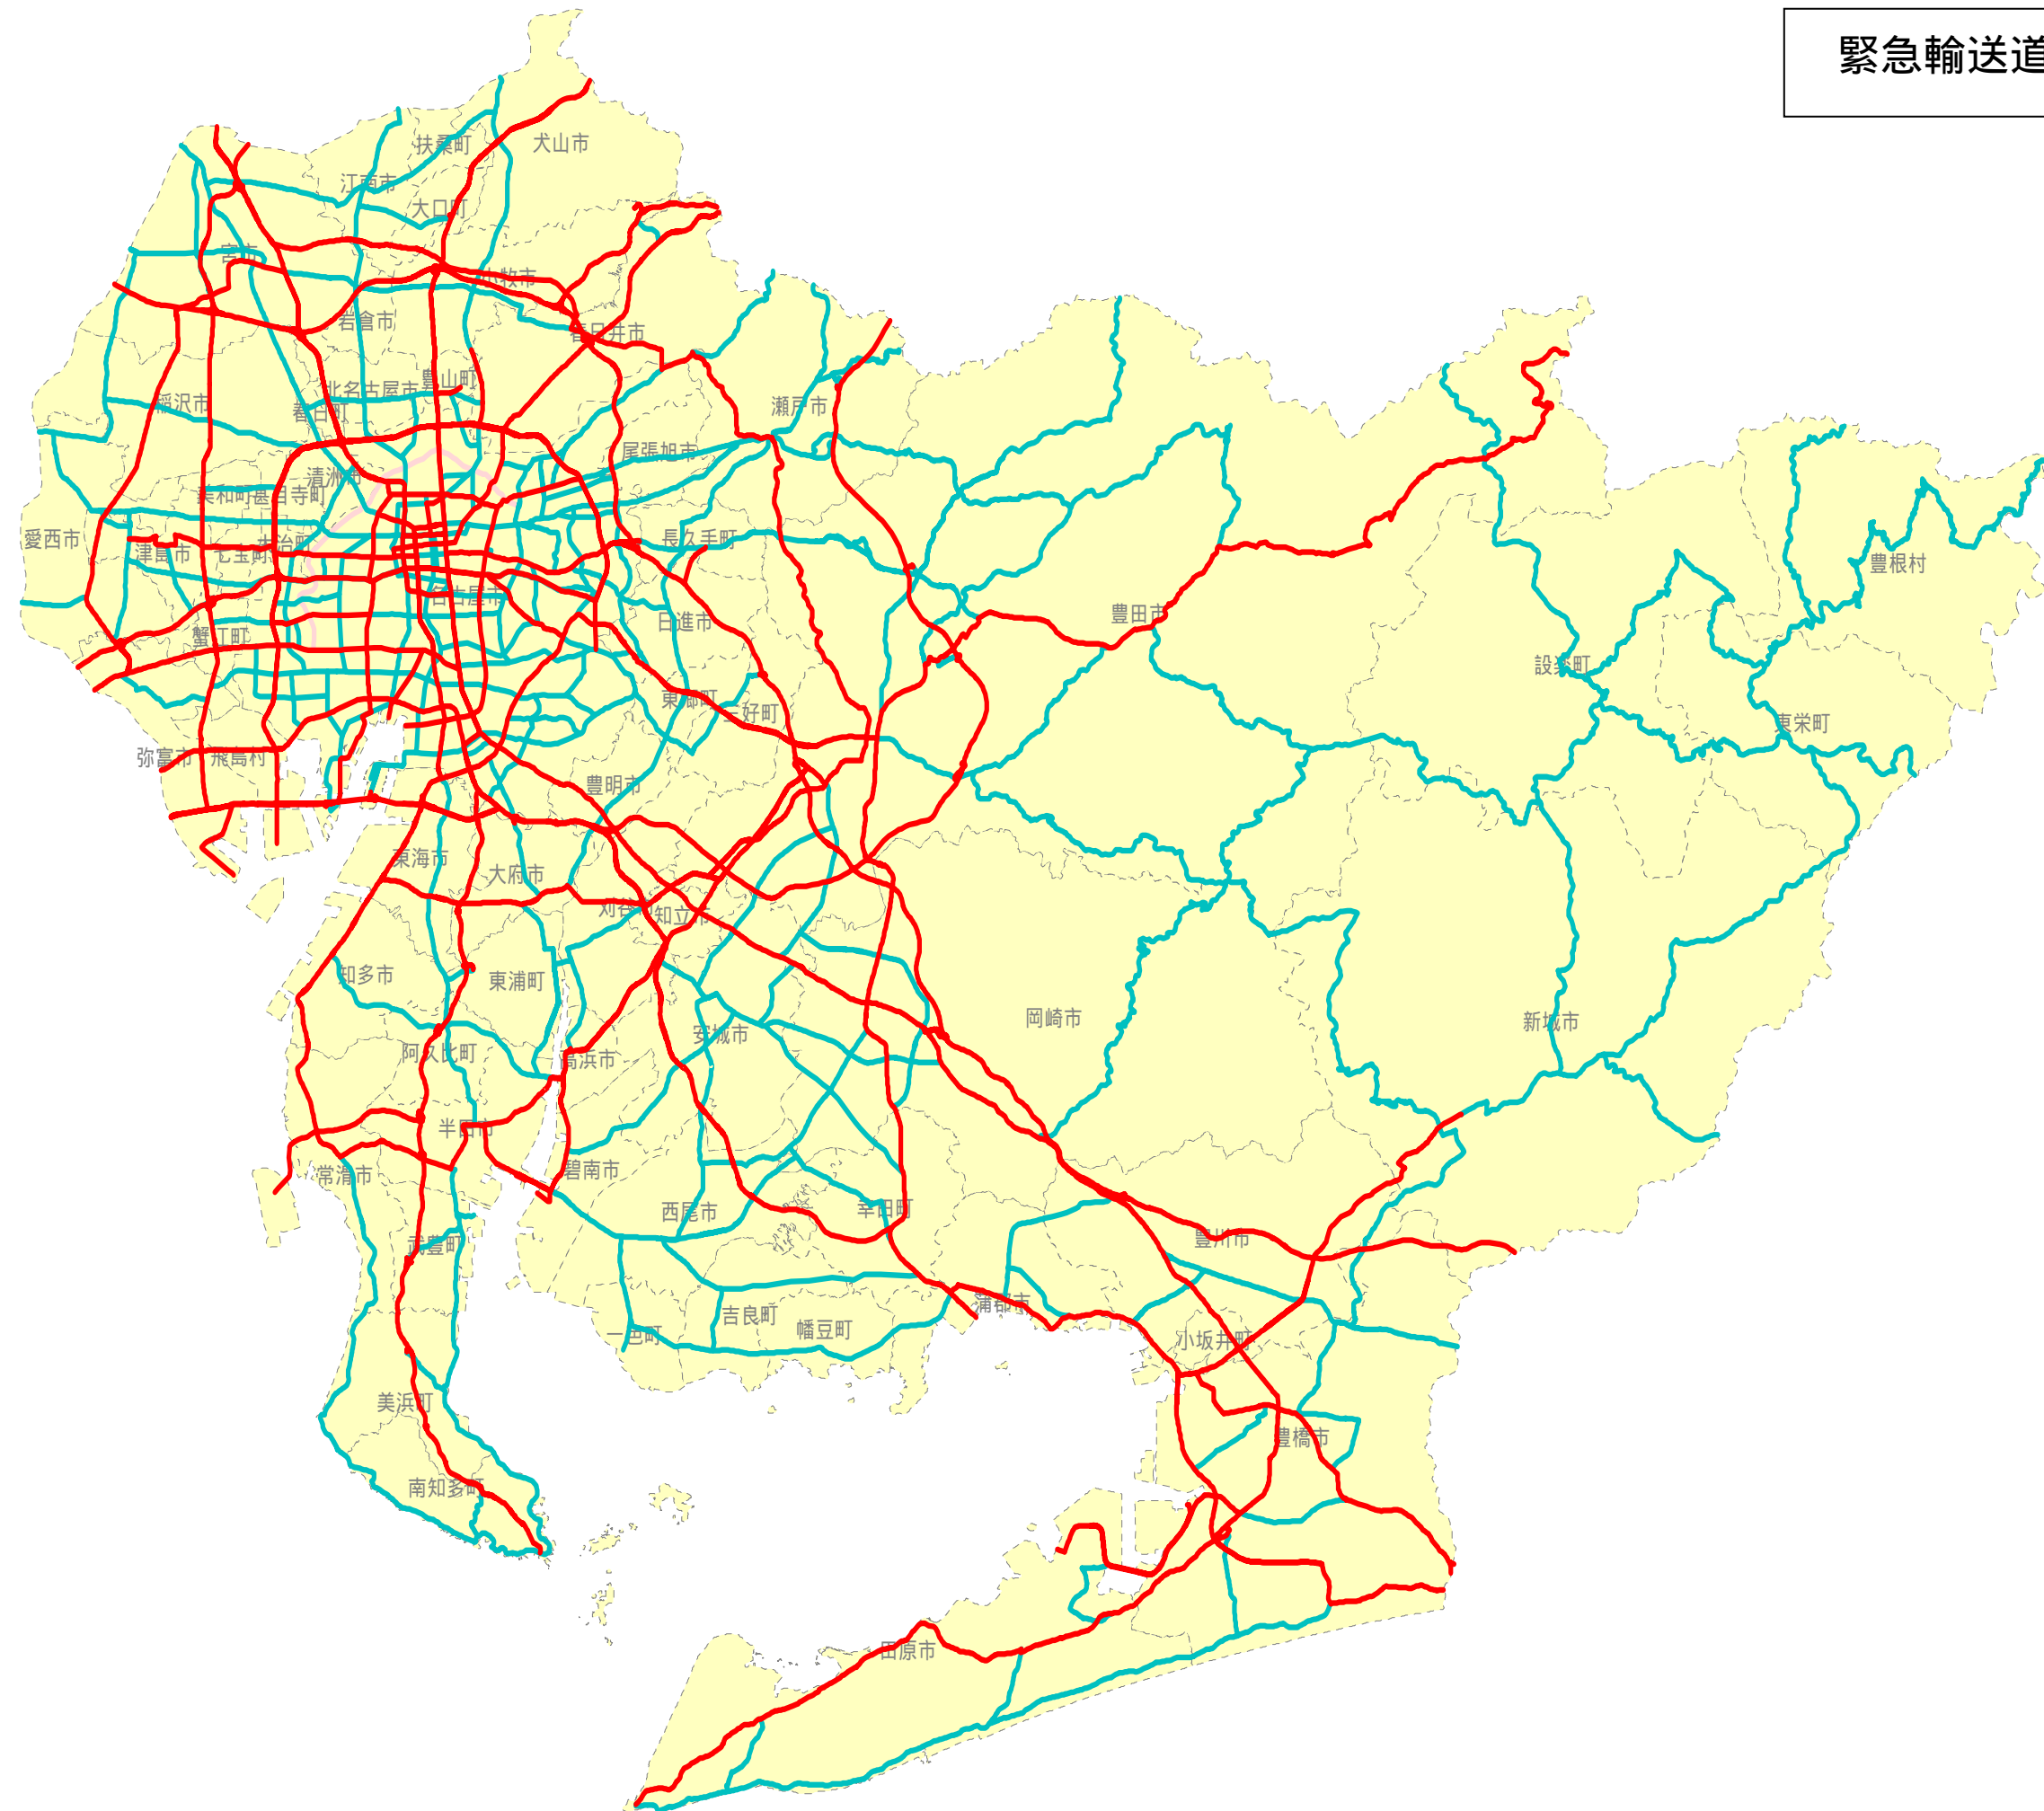 緊急輸送道
扶桑町
犬山市
江南市
大口町
小牧市
岩倉市
春日井市
豊山町
北名古屋市
春日町
稲沢市
瀬戸市
尾張旭市
清洲市
美和町
甚目寺町
愛西市
津島市
七宝町
大治町
長久手町
豊根村
名古屋市
日進市
豊田市
蟹江町
設楽町
東郷町
三好町
東栄町
弥富市
飛島村
豊明市
東海市
大府市
刈谷市
知立市
知多市
東浦町
岡崎市
新城市
安城市
阿久比町
高浜市
半田市
碧南市
常滑市
西尾市
幸田町
武豊町
豊川市
蒲郡市
吉良町
幡豆町
一色町
小坂井町
美浜町
豊橋市
南知多町
田原市